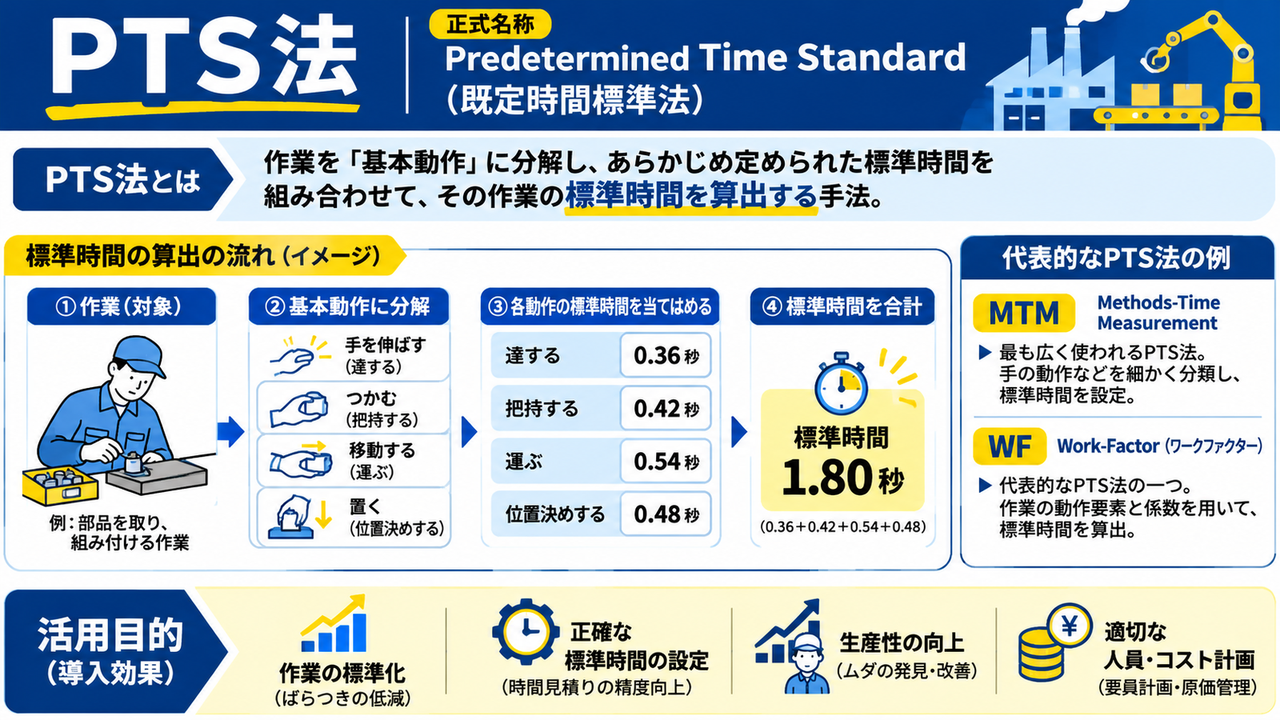 PTS法
正式名称
Predetermined Time Standard
(既定時間標準法)
PTS法とは
作業を「基本動作」に分解し、あらかじめ定められた標準時間を
組み合わせて、その作業の標準時間を算出する手法。
標準時間の算出の流れ(イメージ)
①作業(対象)
例:部品を取り、
組み付ける作業
②基本動作に分解
手を伸ばす
(達する)
つかむ
(把持する)
移動する
(運ぶ)
置く
(位置決めする)
③各動作の標準時間を当てはめる
達する 0.36秒
把持する 0.42秒
運ぶ 0.54秒
位置決めする 0.48秒
④標準時間を合計
標準時間
1.80秒
(0.36+0.42+0.54+0.48)
代表的なPTS法の例
MTM
Methods-Time
Measurement
▶ 最も広く使われるPTS法。
手の動作などを細かく分類し、
標準時間を設定。
WF Work-Factor(ワークファクター)
▶ 代表的なPTS法の一つ。
作業の動作要素と係数を用いて、
標準時間を算出。
活用目的
(導入効果)
作業の標準化
(ばらつきの低減)
正確な
標準時間の設定
(時間見積りの精度向上)
生産性の向上
(ムダの発見・改善)
¥
適切な
人員・コスト計画
(要員計画・原価管理)